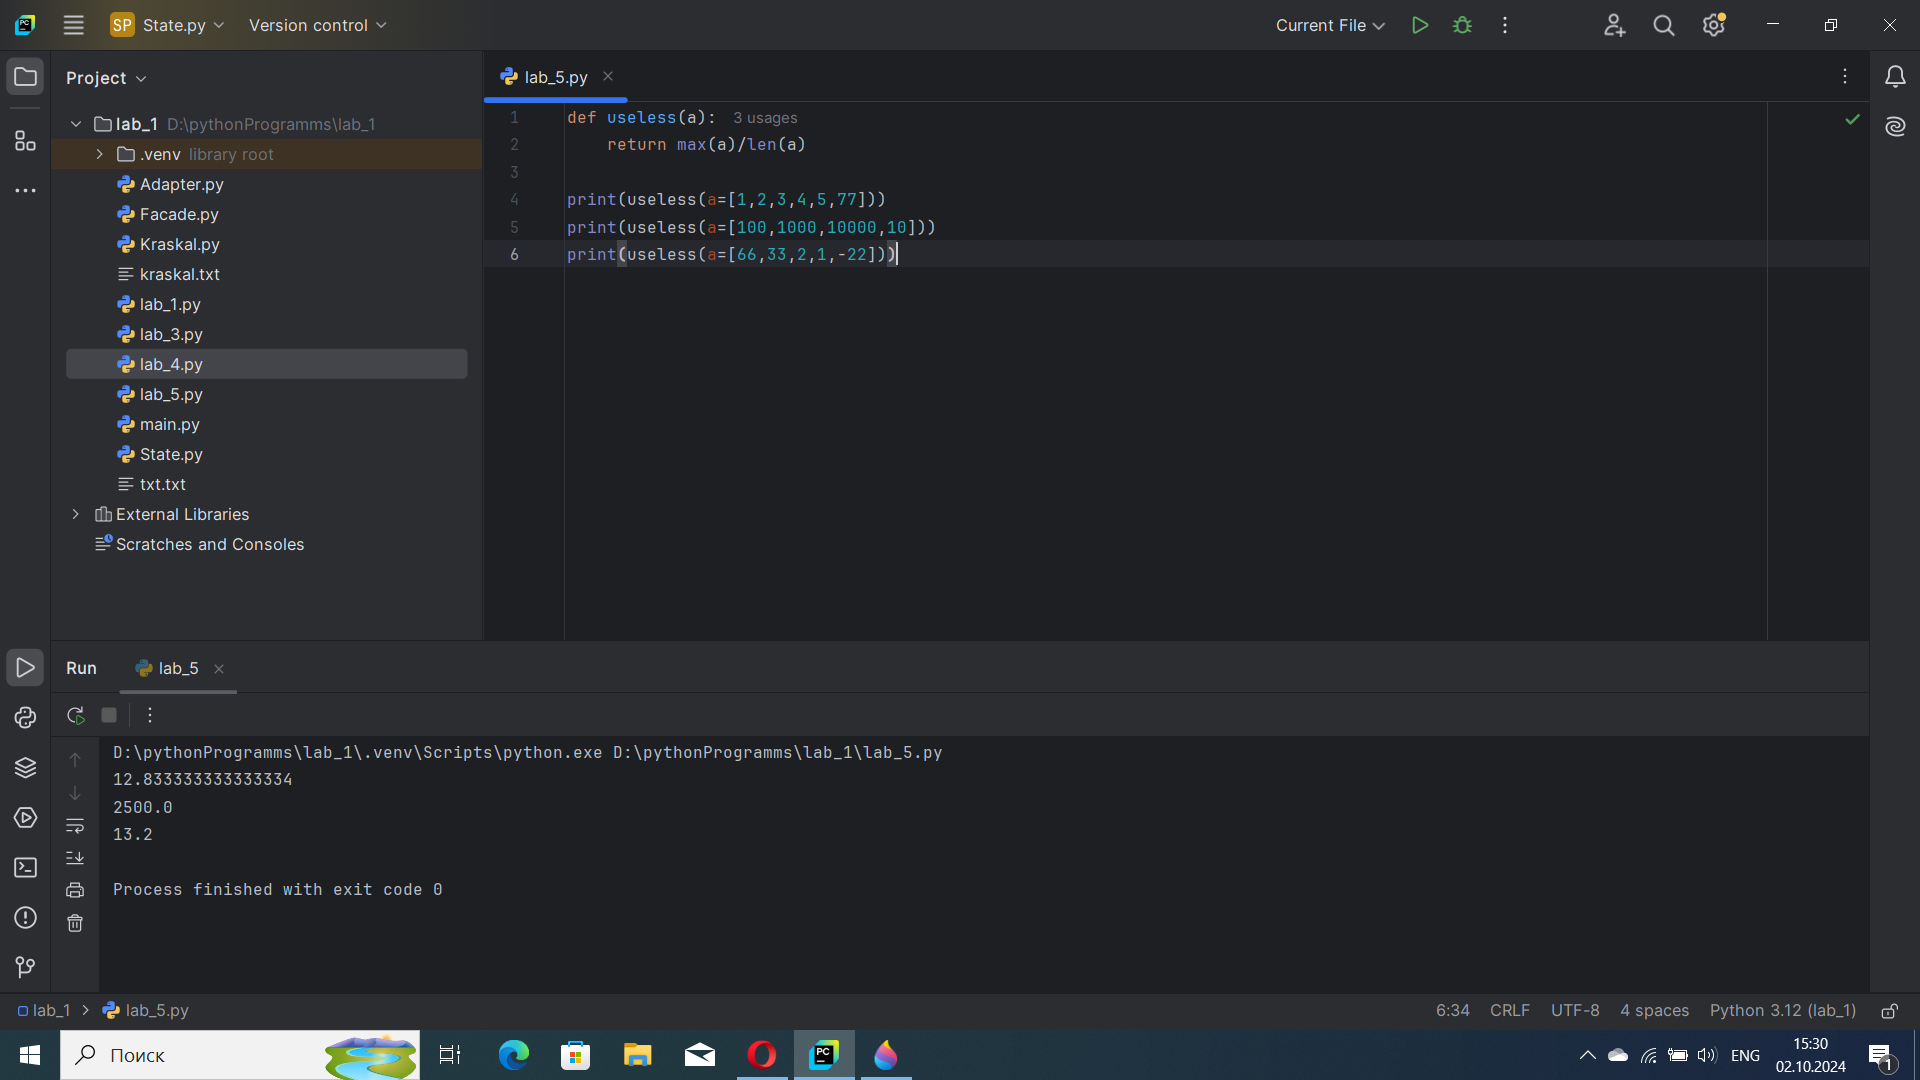 SP State.py Version control Current File
Project
lab_1 D:\pythonProgramms\lab_1
.venv library root
Adapter.py
Facade.py
Kraskal.py
kraskal.txt
lab_1.py
lab_3.py
lab_4.py
lab_5.py
main.py
State.py
txt.txt
External Libraries
Scratches and Consoles
lab_5.py
1 def useless(a): 3 usages
2 return max(a)/len(a)
3
4 print(useless(a=[1,2,3,4,5,77]))
5 print(useless(a=[100,1000,10000,10]))
6 print(useless(a=[66,33,2,1,-22]))
Run lab_5
D:\pythonProgramms\lab_1\.venv\Scripts\python.exe D:\pythonProgramms\lab_1\lab_5.py
12.833333333333334
2500.0
13.2
Process finished with exit code 0
lab_1 > lab_5.py 6:34 CRLF UTF-8 4 spaces Python 3.12 (lab_1)
Поиск
PC
ENG
15:30
02.10.2024
1